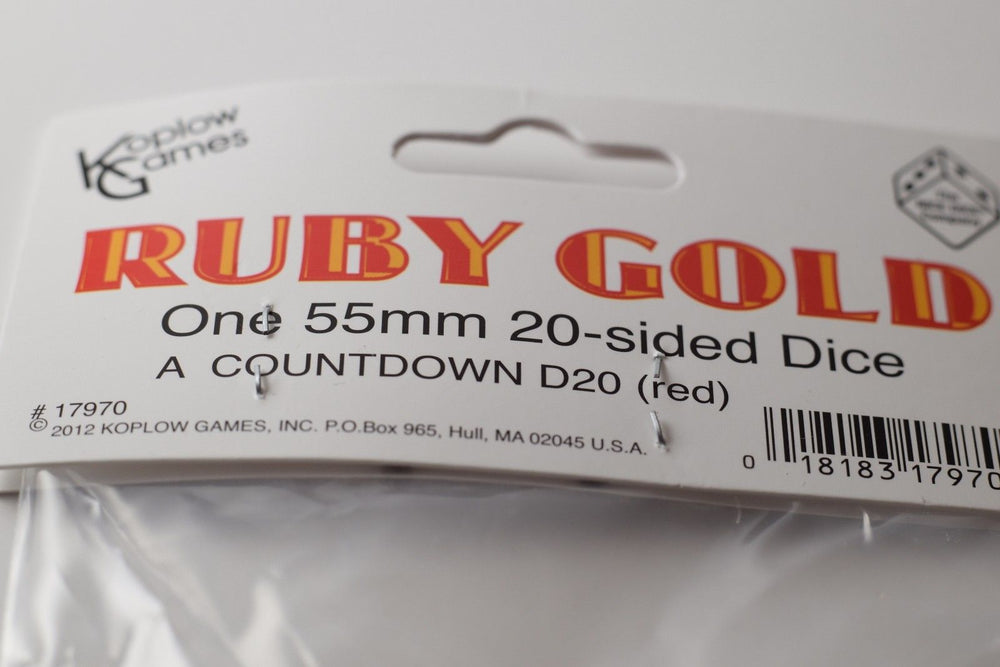 Koplow
Games
RUBY GOLD
One 55mm 20-sided Dice
A COUNTDOWN D20 (red)
# 17970
© 2012 KOPLOW GAMES, INC. P.O.Box 965, Hull, MA 02045 U.S.A.
0 18183 17970